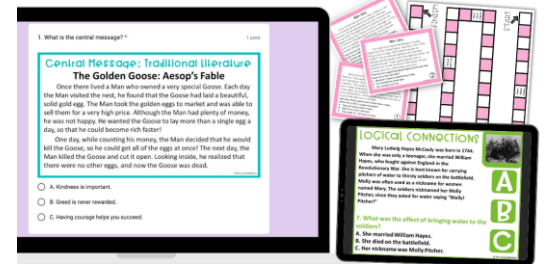 1. What is the central message? *
1 point
Central Message: Traditional literature
The Golden Goose: Aesop's Fable
Once there lived a Man who owned a very special Goose. Each day
the Man visited the nest, he found that the Goose had laid a beautiful,
solid gold egg. The Man took the golden eggs to market and was able to
sell them for a very high price. Although the Man had plenty of money,
he was not happy. He wanted the Goose to lay more than a single egg a
day, so that he could become rich faster!
One day, while counting his money, the Man decided that he would
kill the Goose, so he could get all of the eggs at once! The next day, the
Man killed the Goose and cut it open. Looking inside, he realized that
there were no other eggs, and now the Goose was dead.
A. Kindness is important.
B. Greed is never rewarded.
C. Having courage helps you succeed.
FINISH
START
LOGICAL CONNECTIONS
Mary Ludwig Hayes McCauly was born in 1744.
When she was only a teenager, she married William
Hayes, who fought against England in the
Revolutionary War. She is best known for carrying
pitchers of water to thirsty soldiers on the battlefield.
Molly was often used as a nickname for women
named Mary. The soldiers nicknamed her Molly
Pitcher, since they asked for water saying "Molly!
Pitcher!"
7. What was the effect of bringing water to the
soldiers?
A. She married William Hayes.
B. She died on the battlefield.
C. Her nickname was Molly Pitcher.
A
B
C